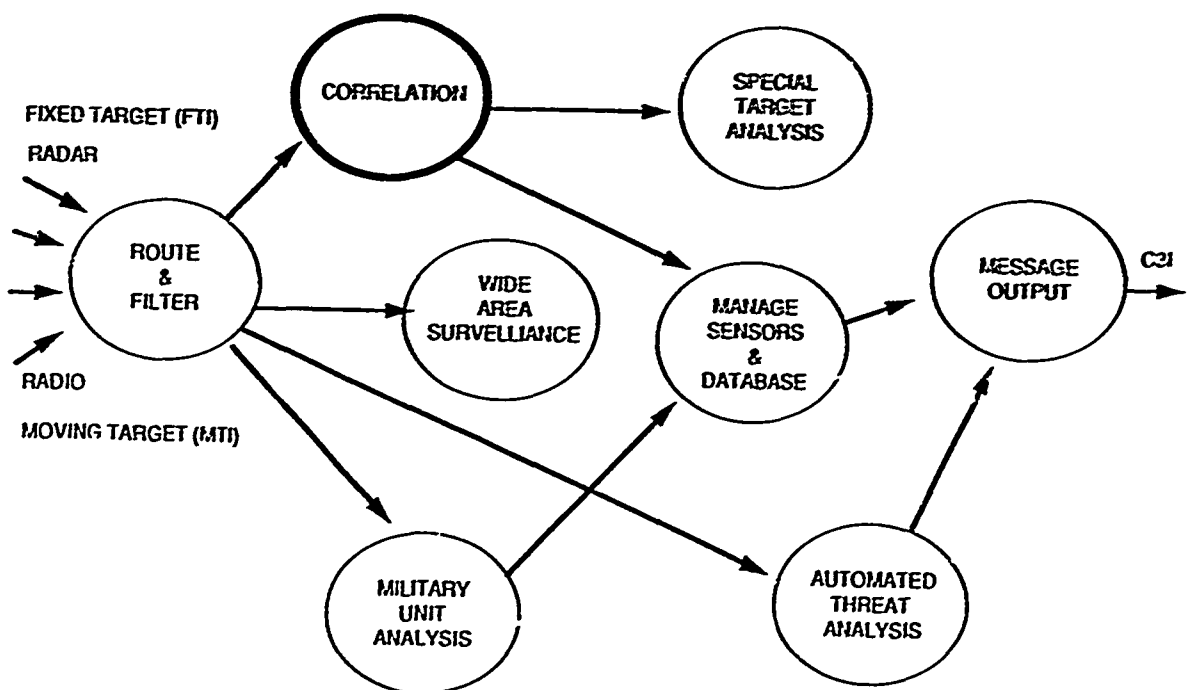 CORRELATION
SPECIAL
TARGET
ANALYSIS
FIXED TARGET (FTI)
RADAR
ROUTE
&
FILTER
WIDE
AREA
SURVELLIANCE
MANAGE
SENSORS
&
DATABASE
MESSAGE
OUTPUT
C3I
RADIO
MOVING TARGET (MTI)
MILITARY
UNIT
ANALYSIS
AUTOMATED
THREAT
ANALYSIS